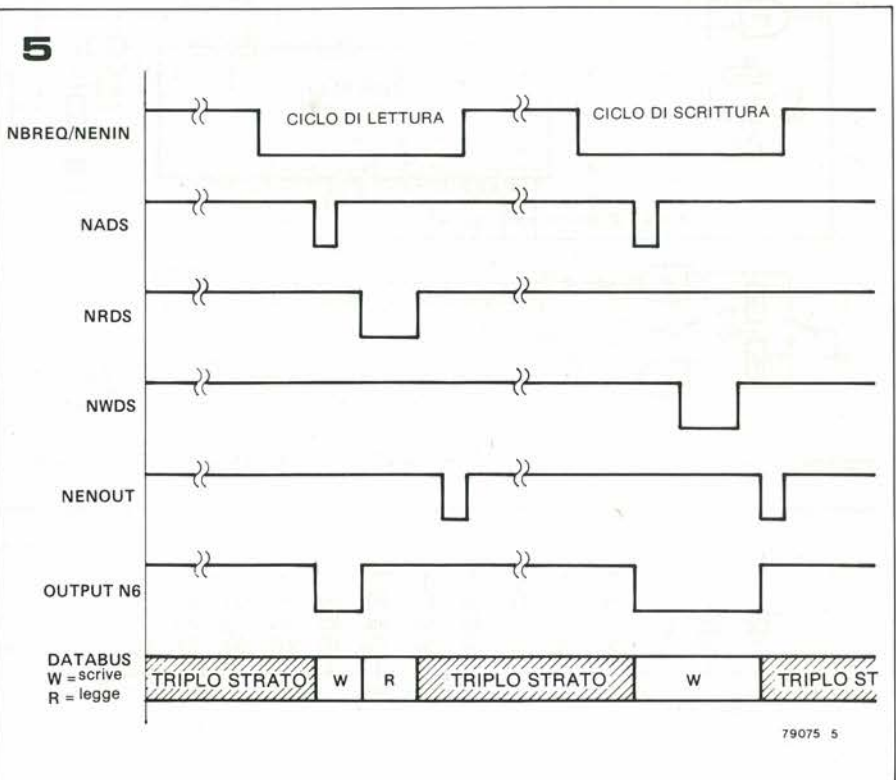 5
NBREQ/NENIN
CICLO DI LETTURA
CICLO DI SCRITTURA
NADS
NRDS
NWDS
NENOUT
OUTPUT N6
DATABUS
W = scrive
R = legge
TRIPLO STRATO W R TRIPLO STRATO W TRIPLO ST
79075 5